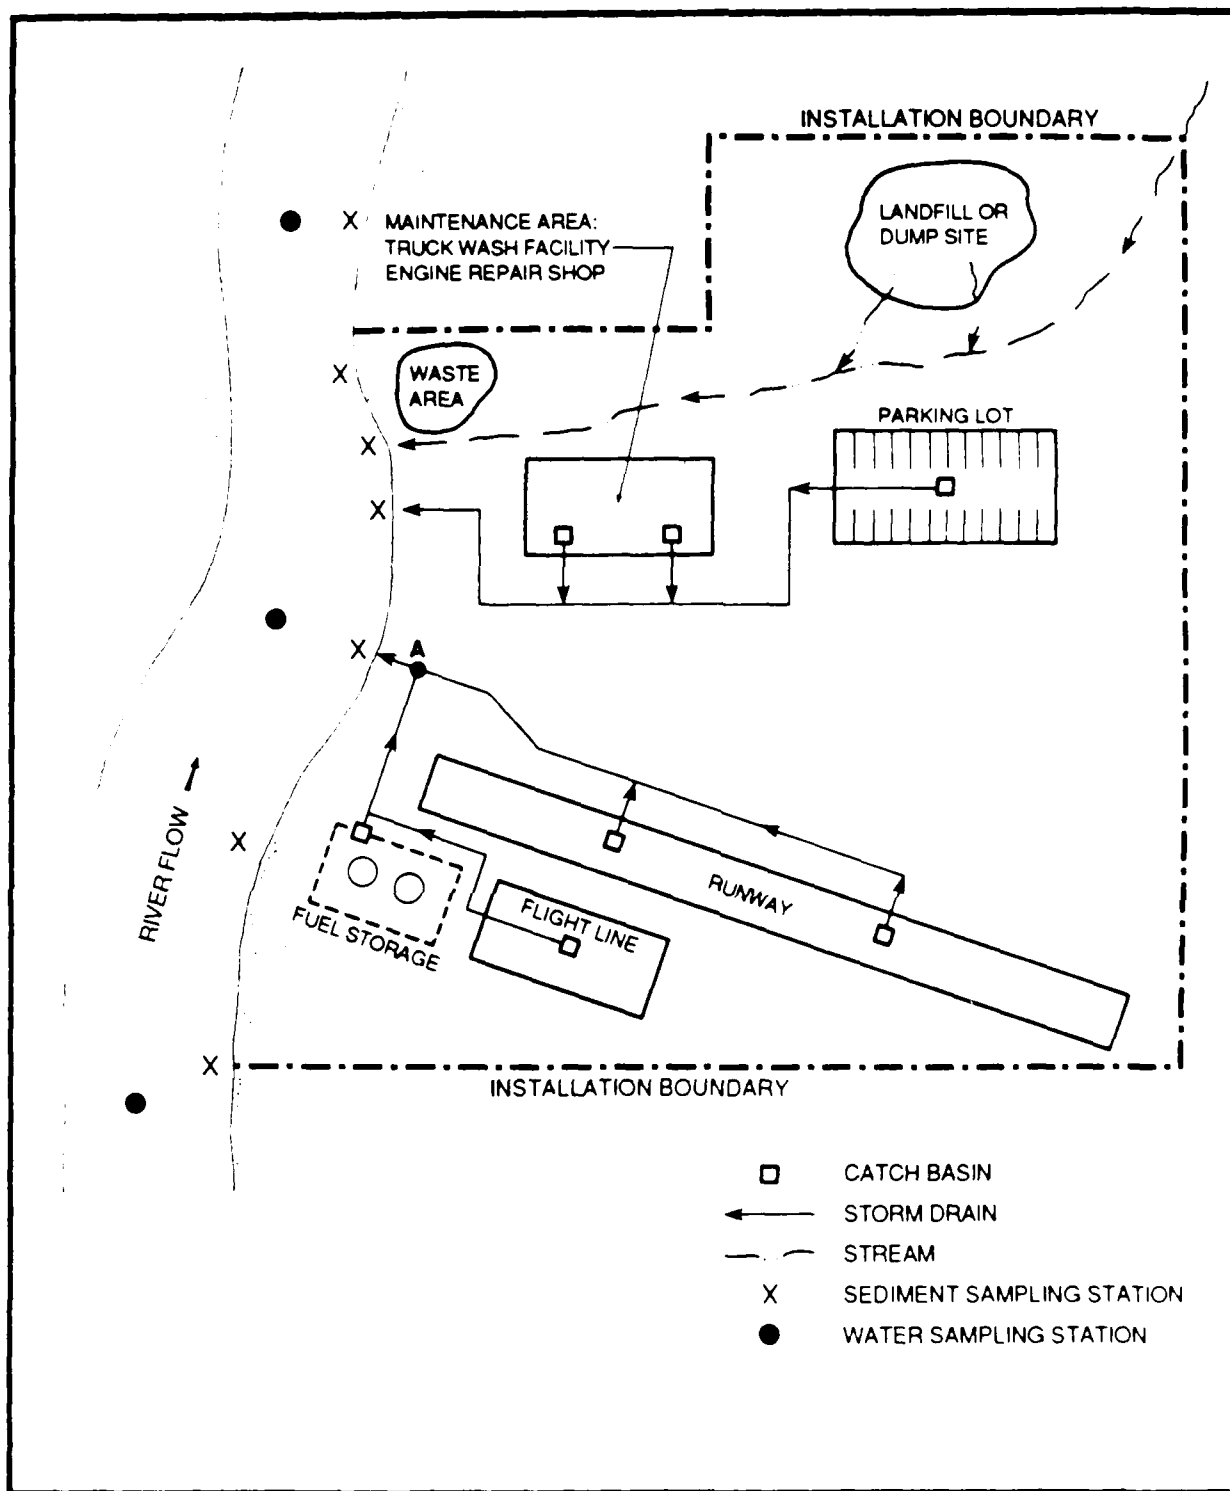 INSTALLATION BOUNDARY
MAINTENANCE AREA:
TRUCK WASH FACILITY
ENGINE REPAIR SHOP
LANDFILL OR
DUMP SITE
WASTE
AREA
PARKING LOT
X
X
X
X
X
A
RIVER FLOW
X
RUNWAY
FLIGHT LINE
FUEL STORAGE
X
INSTALLATION BOUNDARY
CATCH BASIN
STORM DRAIN
STREAM
X SEDIMENT SAMPLING STATION
WATER SAMPLING STATION